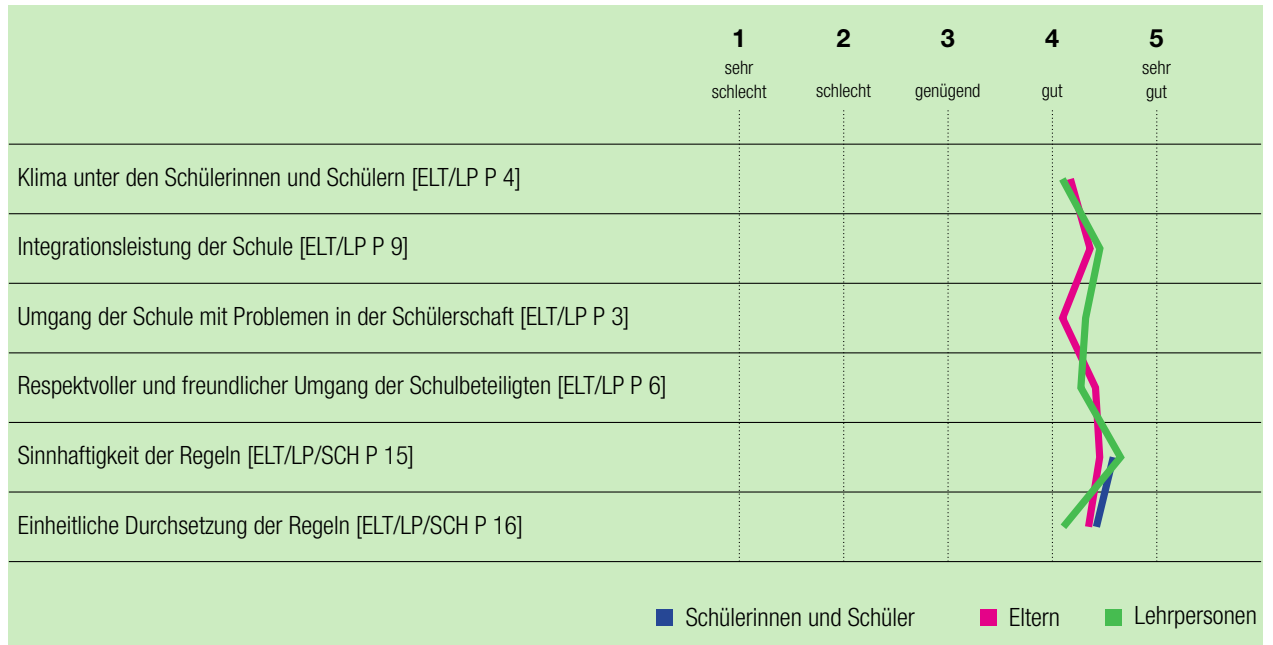 1 2 3 4 5
sehr schlecht schlecht genügend gut sehr gut
Klima unter den Schülerinnen und Schülern [ELT/LP P 4]
Integrationsleistung der Schule [ELT/LP P 9]
Umgang der Schule mit Problemen in der Schülerschaft [ELT/LP P 3]
Respektvoller und freundlicher Umgang der Schulbeteiligten [ELT/LP P 6]
Sinnhaftigkeit der Regeln [ELT/LP/SCH P 15]
Einheitliche Durchsetzung der Regeln [ELT/LP/SCH P 16]
Schülerinnen und Schüler Eltern Lehrpersonen